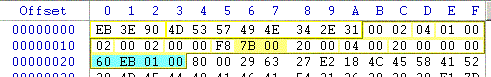 Offset 0 1 2 3 4 5 6 7 8 9 A B C D E F
00000000 EB 3E 90 4D 53 57 49 4E 34 2E 31 00 02 04 01 00
00000010 02 00 02 00 00 F8 7B 00 20 00 04 00 20 00 00 00
00000020 60 EB 01 00 80 00 29 63 27 E2 18 4C 45 58 41 52